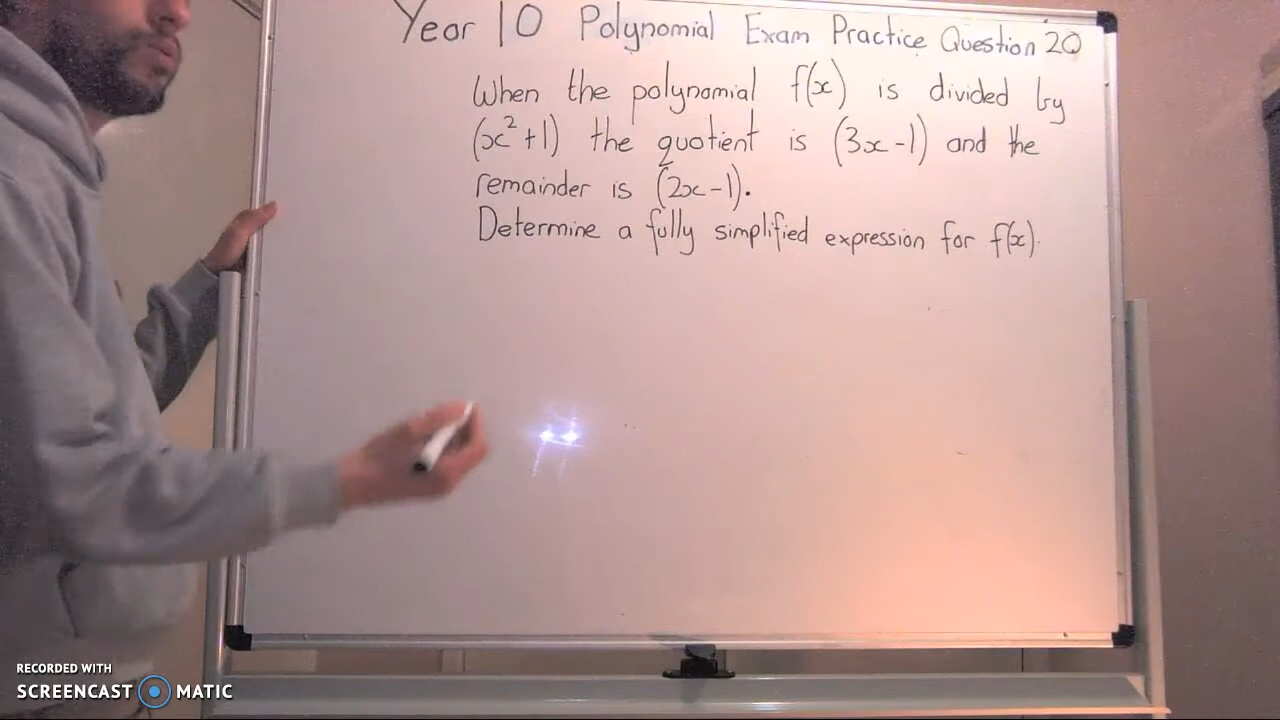 Year 10 Polynomial Exam Practice Question 20
When the polynomial f(x) is divided by
(x²+1) the quotient is (3x-1) and the
remainder is (2x-1).
Determine a fully simplified expression for f(x).
RECORDED WITH
SCREENCAST MATIC